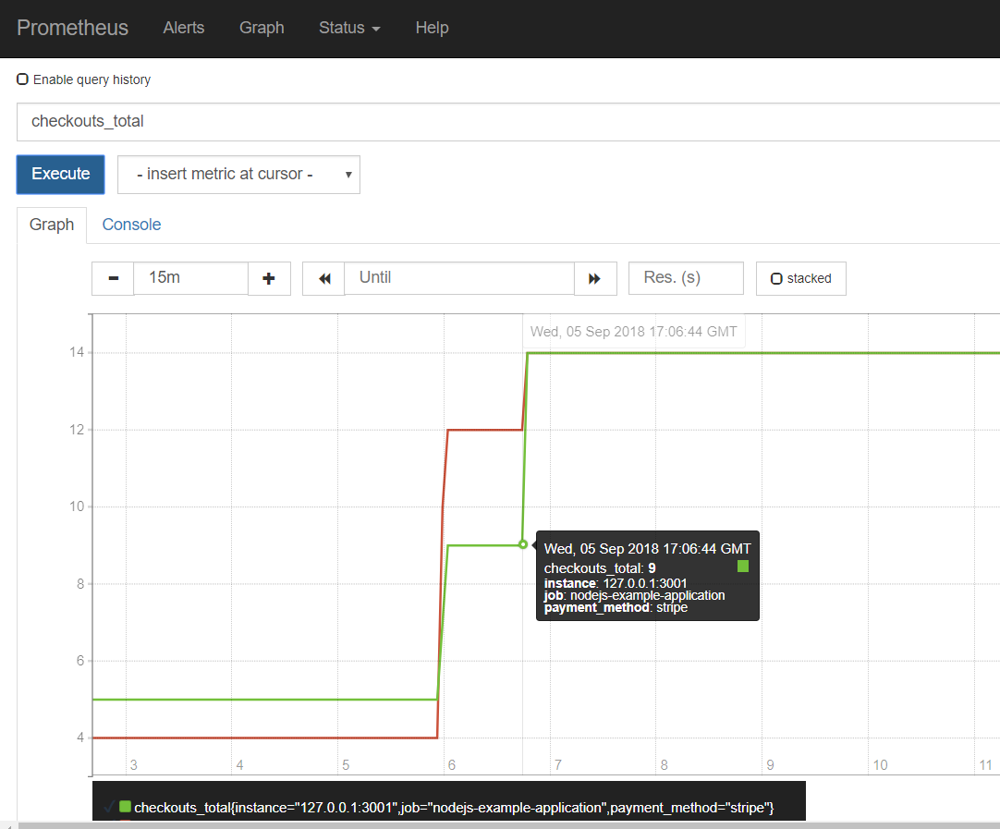 Prometheus Alerts Graph Status Help
Enable query history
checkouts_total
Execute - insert metric at cursor -
Graph Console
15m Until Res. (s) stacked
Wed, 05 Sep 2018 17:06:44 GMT
14
12
10
8
6
4
Wed, 05 Sep 2018 17:06:44 GMT
checkouts_total: 9
instance: 127.0.0.1:3001
job: nodejs-example-application
payment_method: stripe
3 4 5 6 7 8 9 10 11
checkouts_total{instance="127.0.0.1:3001",job="nodejs-example-application",payment_method="stripe"}